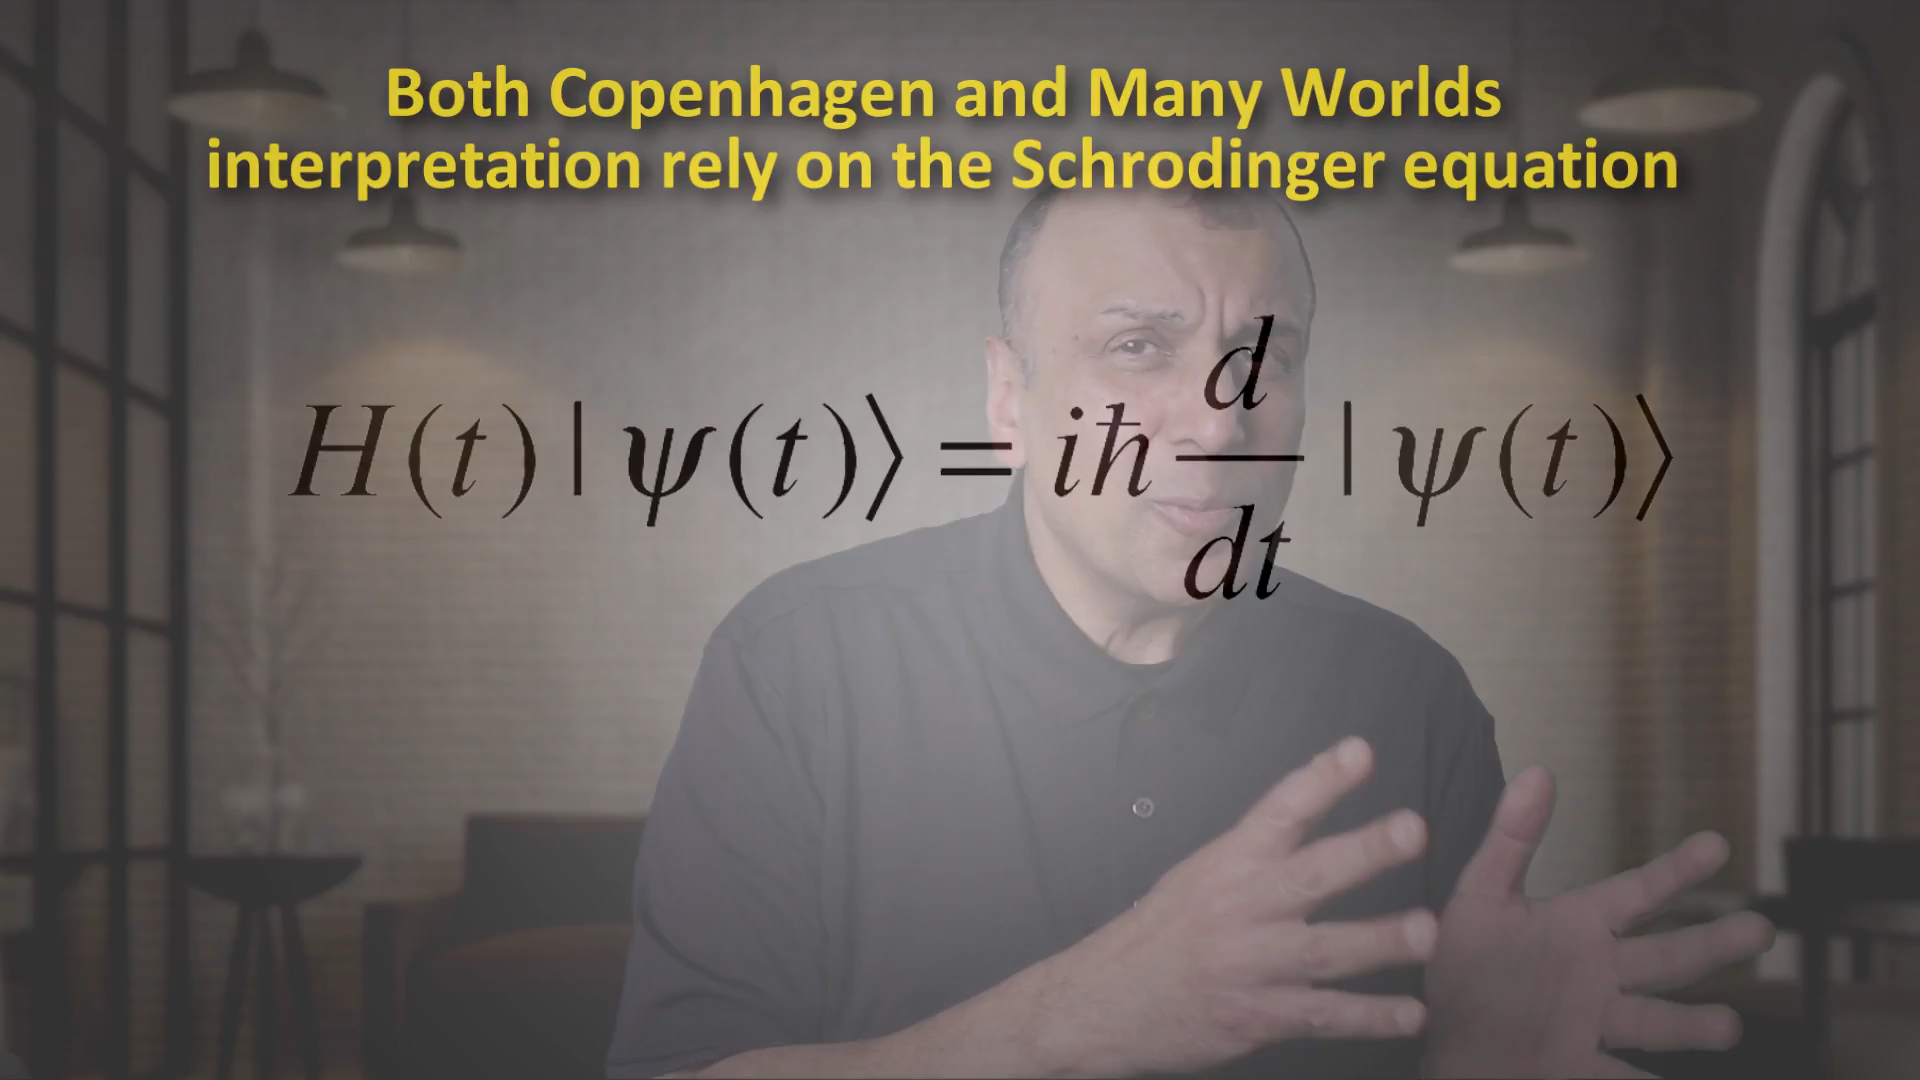 Both Copenhagen and Many Worlds
interpretation rely on the Schrodinger equation
H(t) | ψ(t)⟩ = iħ d/dt | ψ(t)⟩